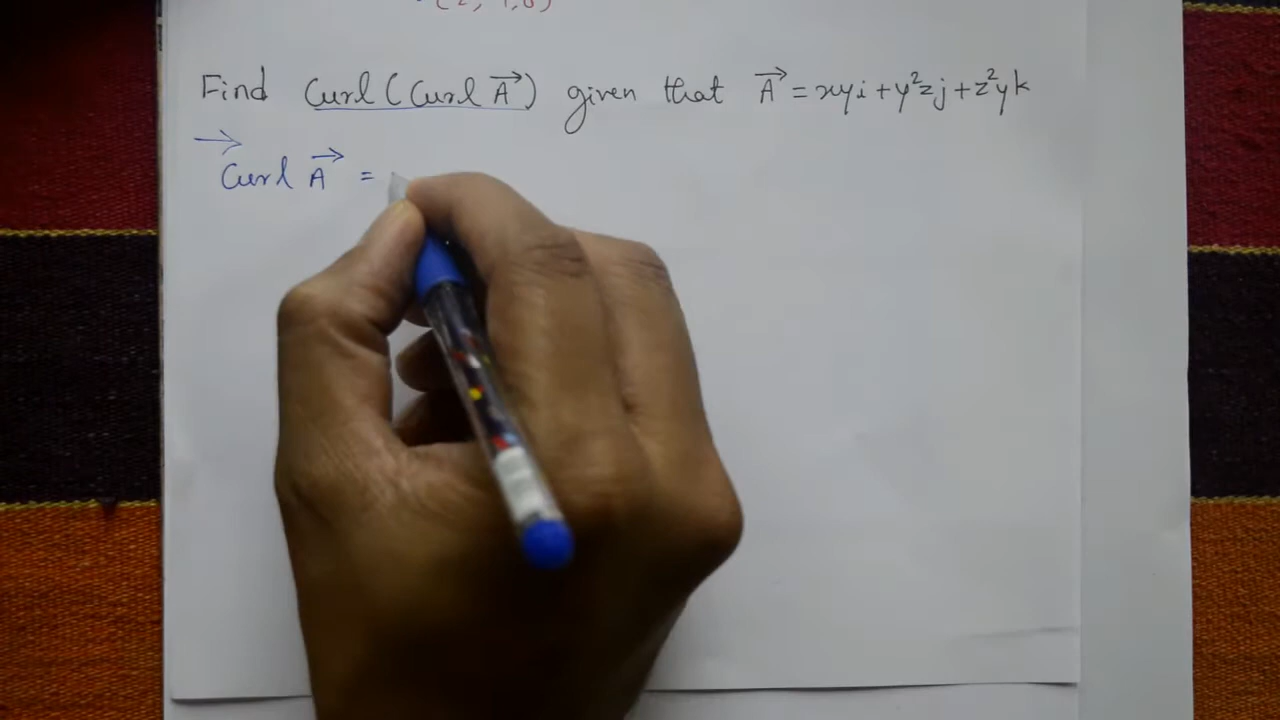 Find Curl (Curl A⃗) given that A⃗ = xyi + y²zj + z²yk
→
Curl A⃗ =